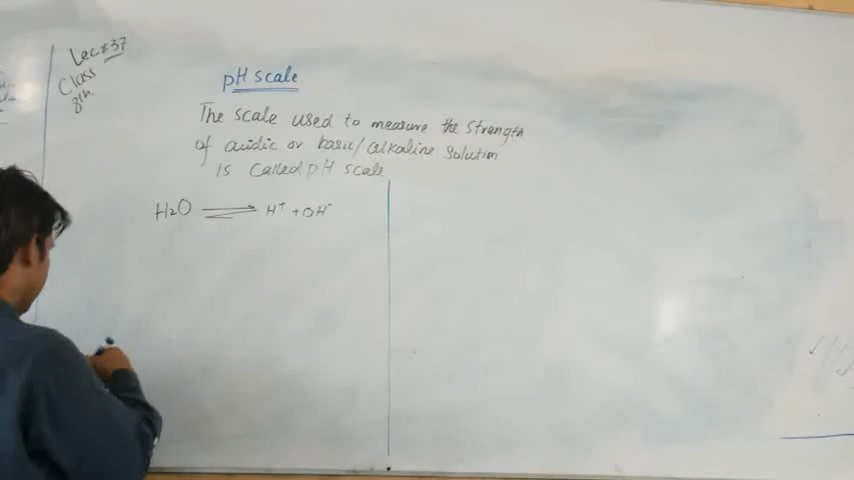 Lec#37
Class
8th.
pH scale
The scale used to measure the strength
of acidic or basic/alkaline solution
is called pH scale
H₂O ⇌ H⁺ + OH⁻